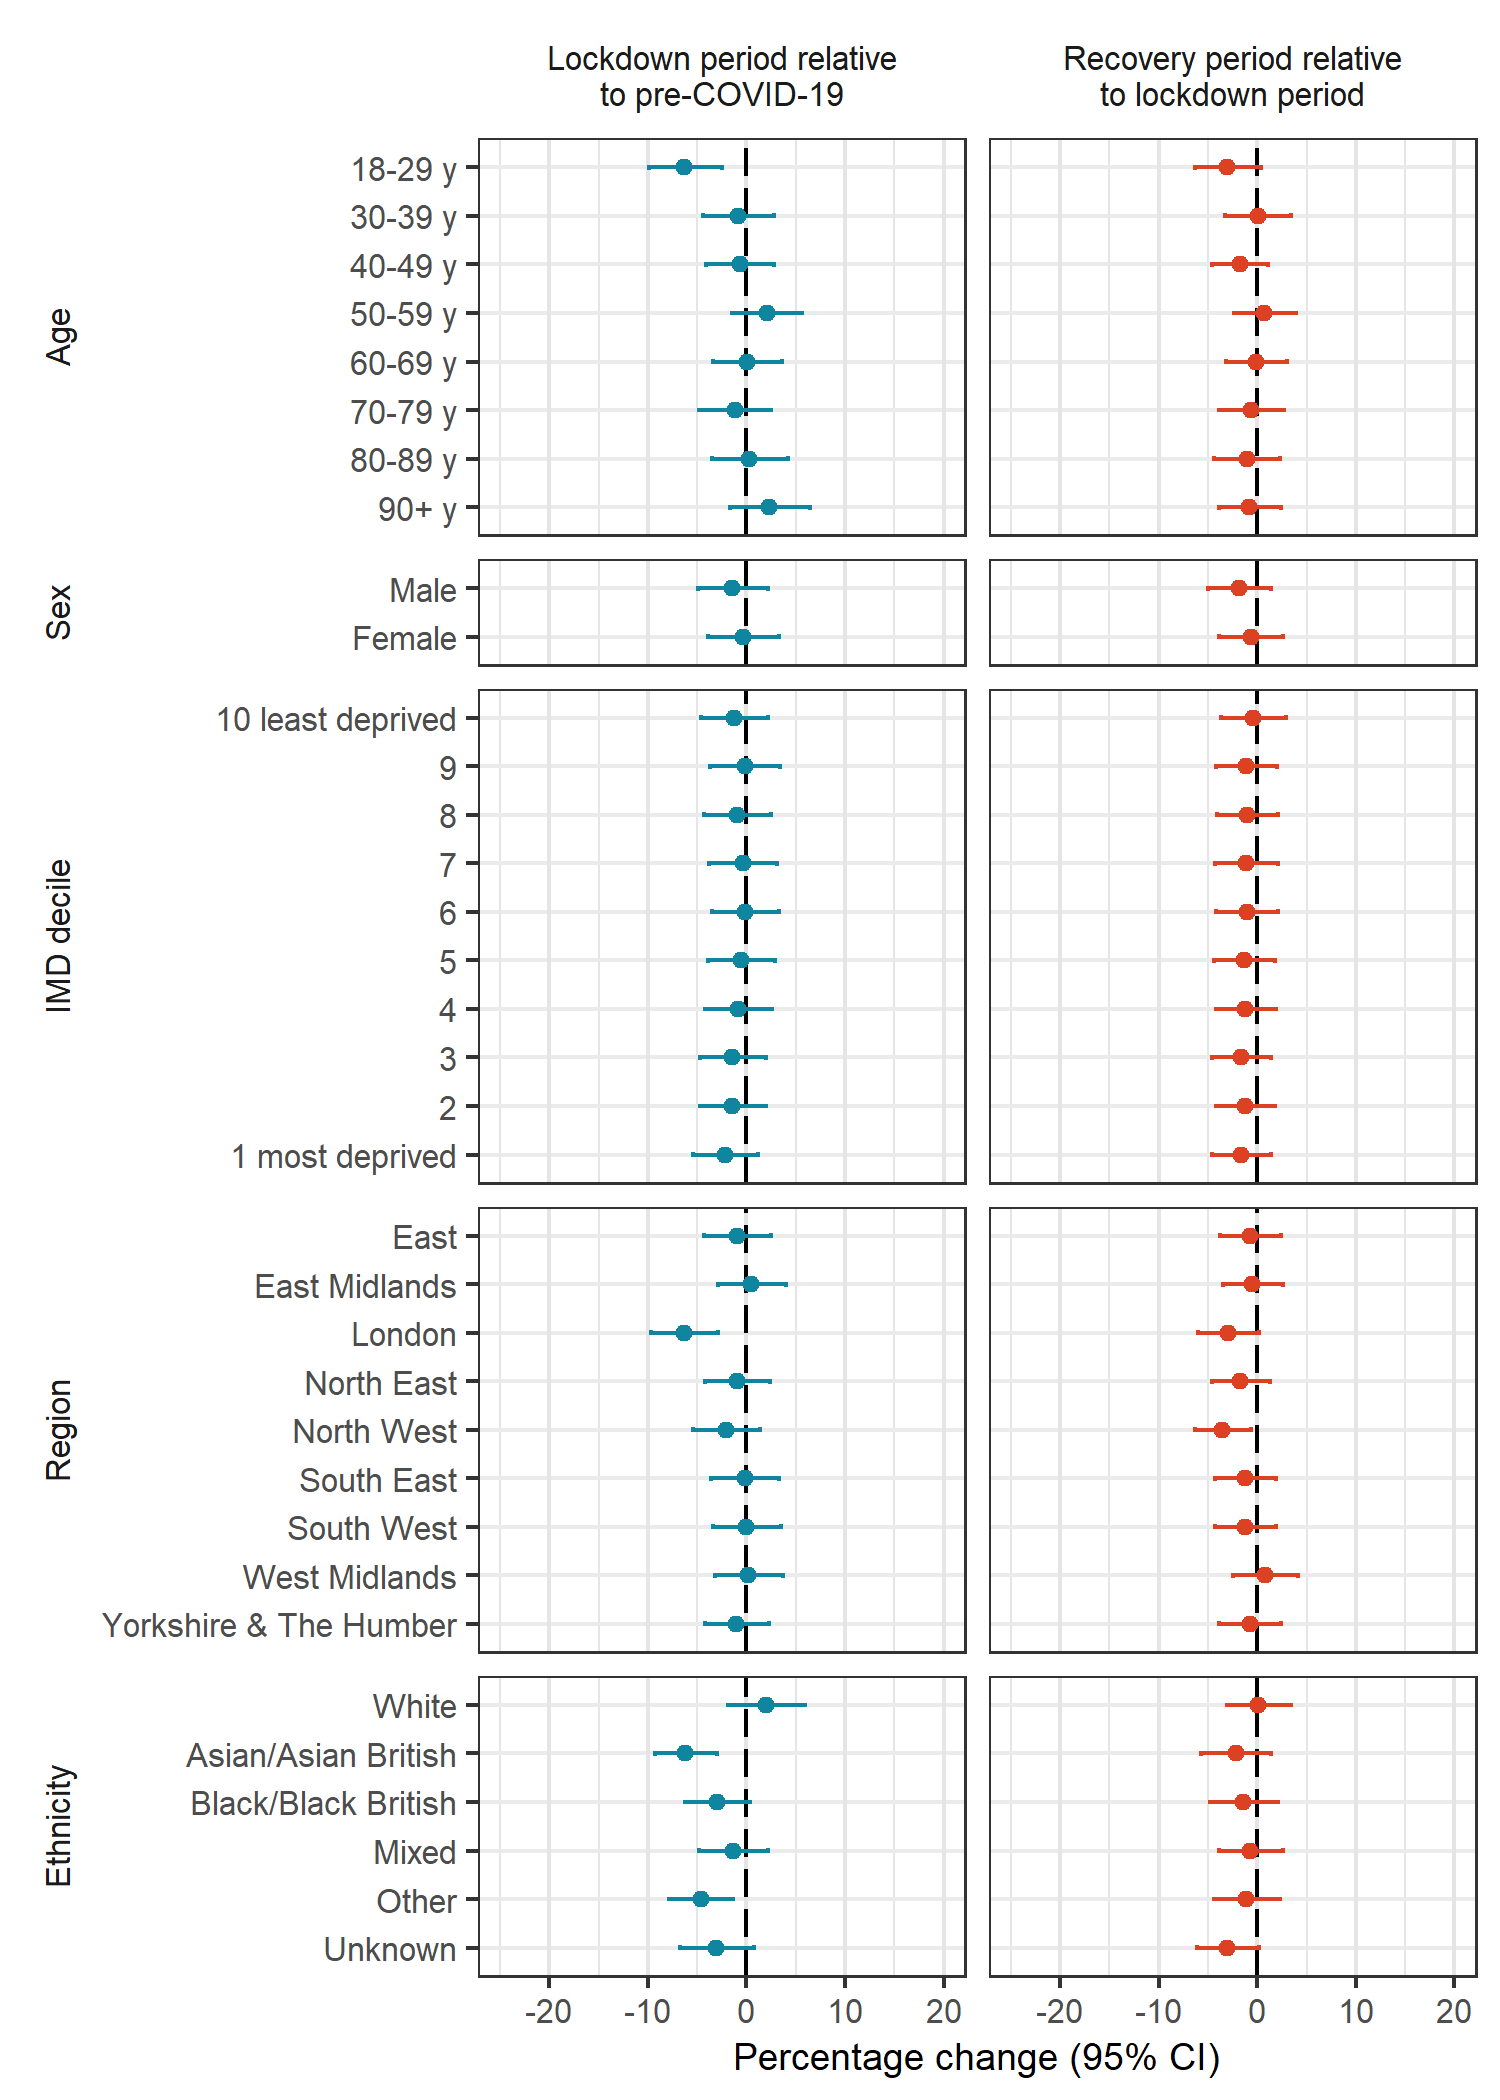 Lockdown period relative
to pre-COVID-19
Recovery period relative
to lockdown period
Age
18-29 y
30-39 y
40-49 y
50-59 y
60-69 y
70-79 y
80-89 y
90+ y
Sex
Male
Female
IMD decile
10 least deprived
9
8
7
6
5
4
3
2
1 most deprived
Region
East
East Midlands
London
North East
North West
South East
South West
West Midlands
Yorkshire & The Humber
Ethnicity
White
Asian/Asian British
Black/Black British
Mixed
Other
Unknown
-20 -10 0 10 20
-20 -10 0 10 20
Percentage change (95% CI)